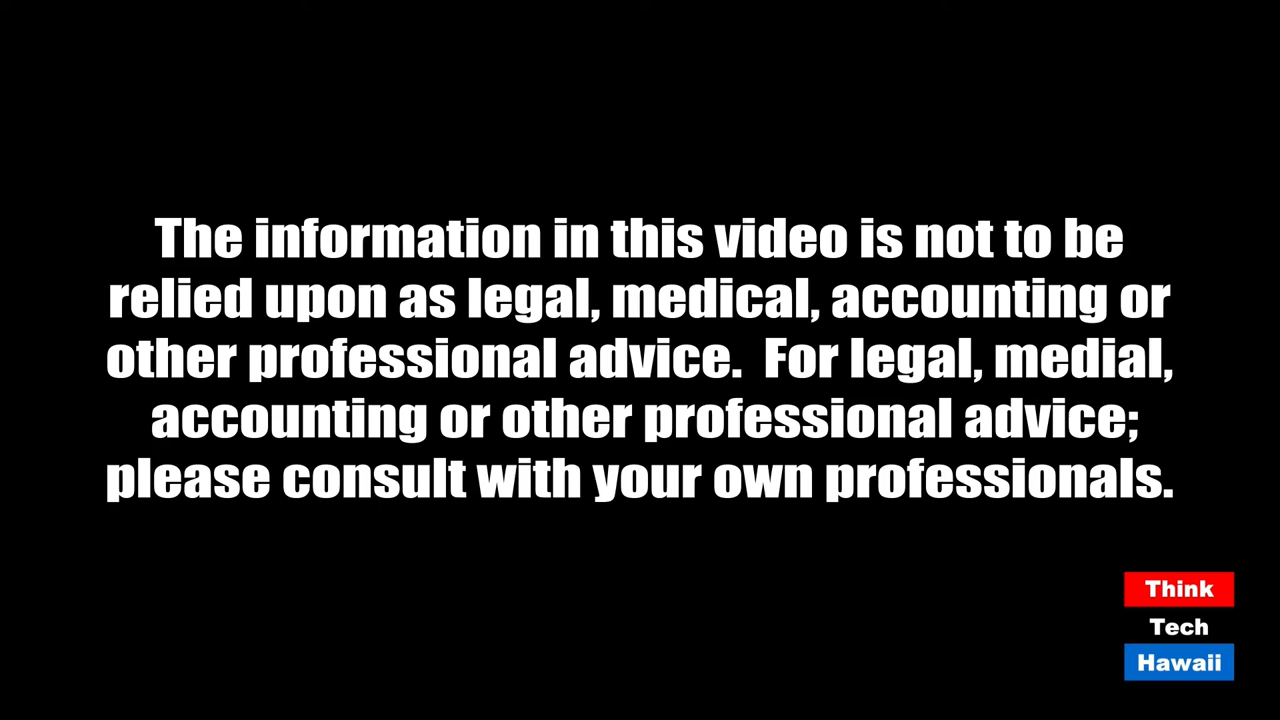 The information in this video is not to be
relied upon as legal, medical, accounting or
other professional advice.  For legal, medial,
accounting or other professional advice;
please consult with your own professionals.
Think
Tech
Hawaii